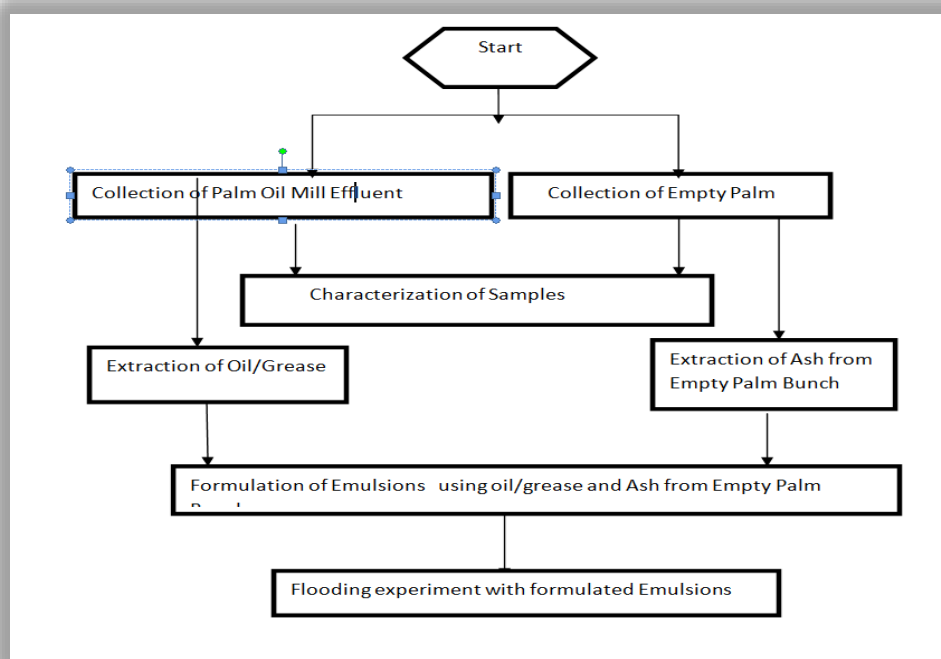 Start
Collection of Palm Oil Mill Effluent
Collection of Empty Palm
Characterization of Samples
Extraction of Oil/Grease
Extraction of Ash from
Empty Palm Bunch
Formulation of Emulsions using oil/grease and Ash from Empty Palm
Flooding experiment with formulated Emulsions